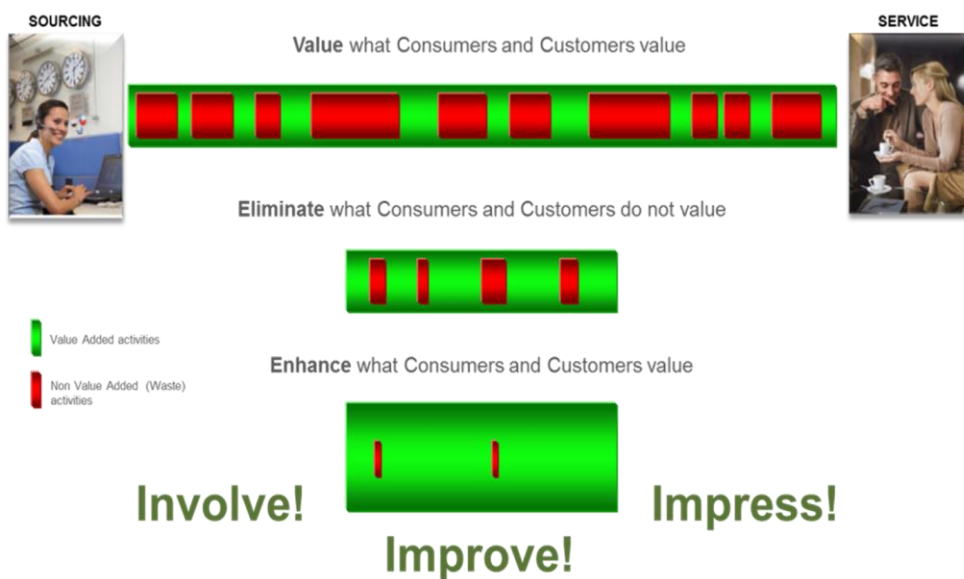 SOURCING
SERVICE
Value what Consumers and Customers value
Eliminate what Consumers and Customers do not value
Value Added activities
Enhance what Consumers and Customers value
Non Value Added (Waste)
activities
Involve!
Impress!
Improve!